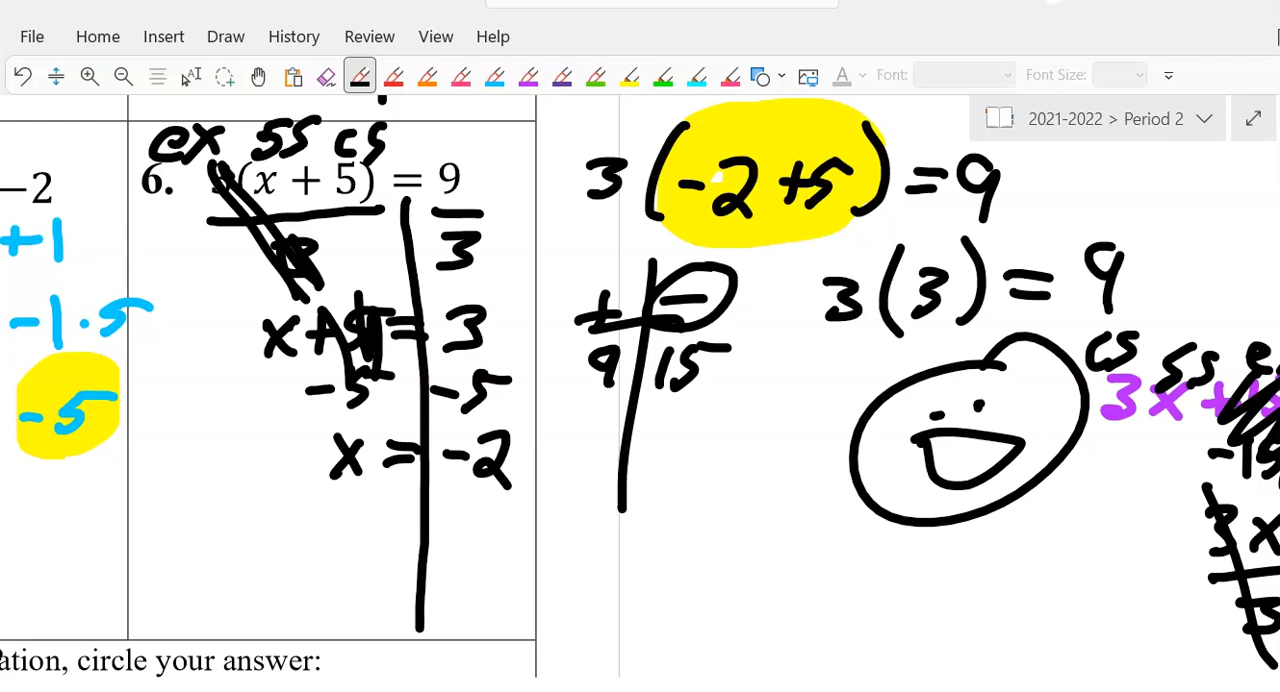 File Home Insert Draw History Review View Help
Font: Font Size:
2021-2022 > Period 2
-2
+1
-1 · 5
-5
ex SS CS
6. (x + 5) = 9
3
x + 5 = 3
-5 -5
x = -2
3 (-2 + 5) = 9
3 (3) = 9
+ -
9 15
CS SS
3x +
-15
3x
3
ation, circle your answer: